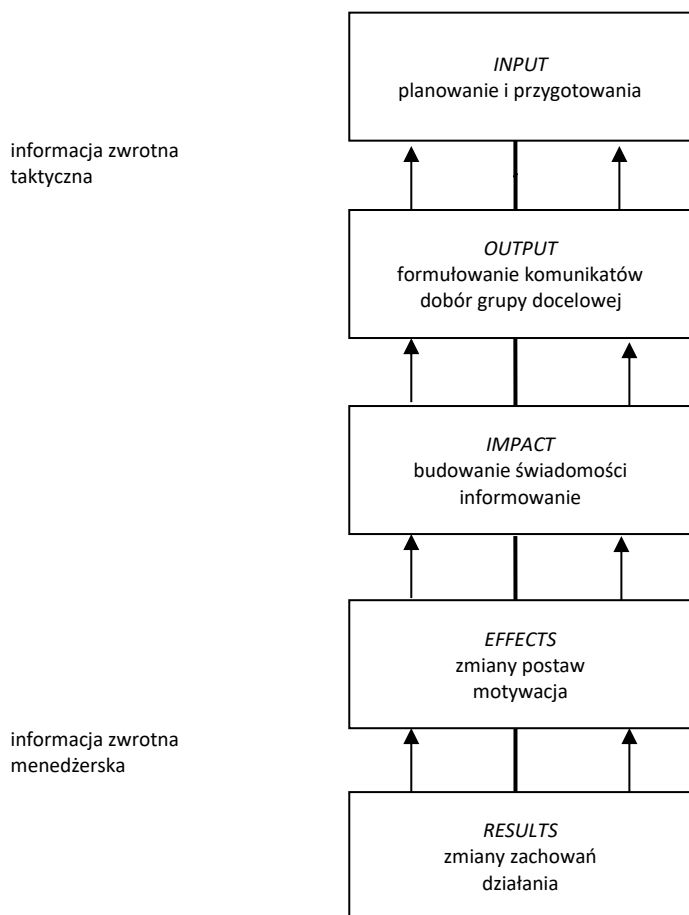 INPUT
planowanie i przygotowania
informacja zwrotna
taktyczna
OUTPUT
formułowanie komunikatów
dobór grupy docelowej
IMPACT
budowanie świadomości
informowanie
EFFECTS
zmiany postaw
motywacja
informacja zwrotna
menedżerska
RESULTS
zmiany zachowań
działania